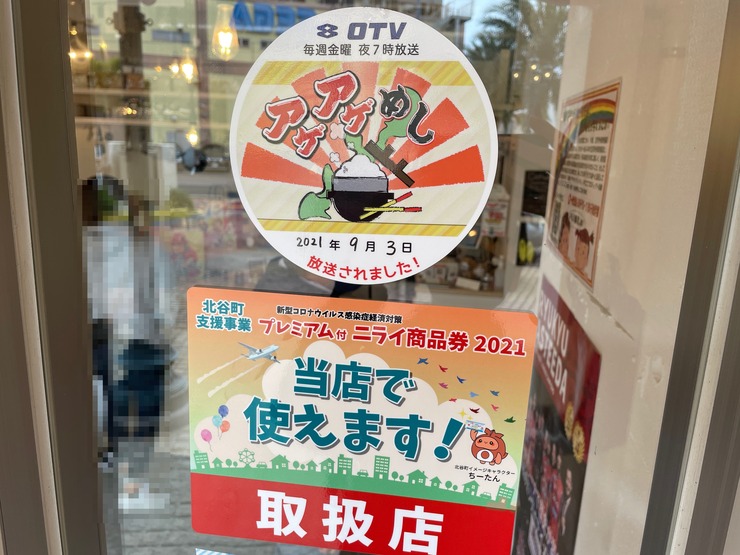 OTV
毎週金曜 夜7時放送
アゲアゲめし
2021年9月3日
放送されました!
北谷町
支援事業
新型コロナウイルス感染症経済対策
プレミアム付 ニライ商品券 2021
当店で
使えます!
北谷町イメージキャラクター
ちーたん
取扱店